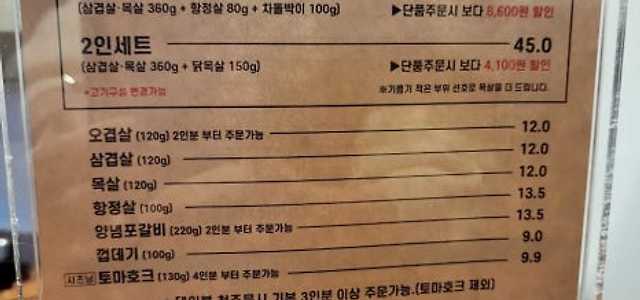 (삼겹살·목살 360g + 항정살 80g + 차돌박이 100g) ▶단품주문시 보다 8,600원 할인
2인세트 45.0
(삼겹살·목살 360g + 닭목살 150g) ▶단품주문시 보다 4,100원 할인
*고기구성 변경가능 ※기름기 적은 부위 선호로 목살을 더 드립니다.
오겹살 (120g) 2인분 부터 주문가능 12.0
삼겹살 (120g) 12.0
목살 (120g) 12.0
항정살 (100g) 13.5
양념포갈비 (220g) 2인분 부터 주문가능 13.5
껍데기 (100g) 9.0
시즈닝 토마호크 (130g) 4인분 부터 주문가능 9.9
첫주문시 기본 3인분 이상 주문가능.(토마호크 제외)